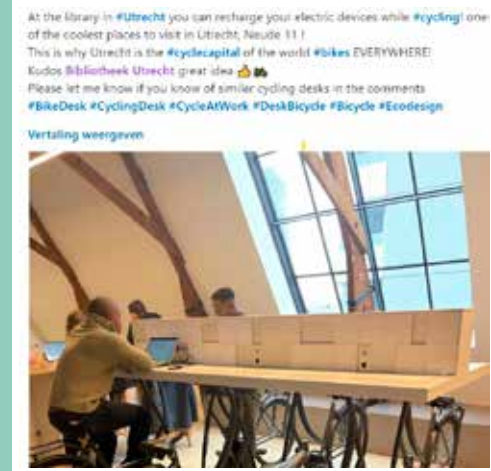 At the library in #Utrecht you can recharge your electric devices while #cycling! one
of the coolest places to visit in Utrecht, Neude 11 !
This is why Utrecht is the #cyclecapital of the world #bikes EVERYWHERE!
Kudos Bibliotheek Utrecht great idea 👍🚲
Please let me know if you know of similer cycling desks in the comments
#BikeDesk #CyclingDesk #CycleAtWork #DeskBicycle #Bicycle #Ecodesign
Vertaling weergeven